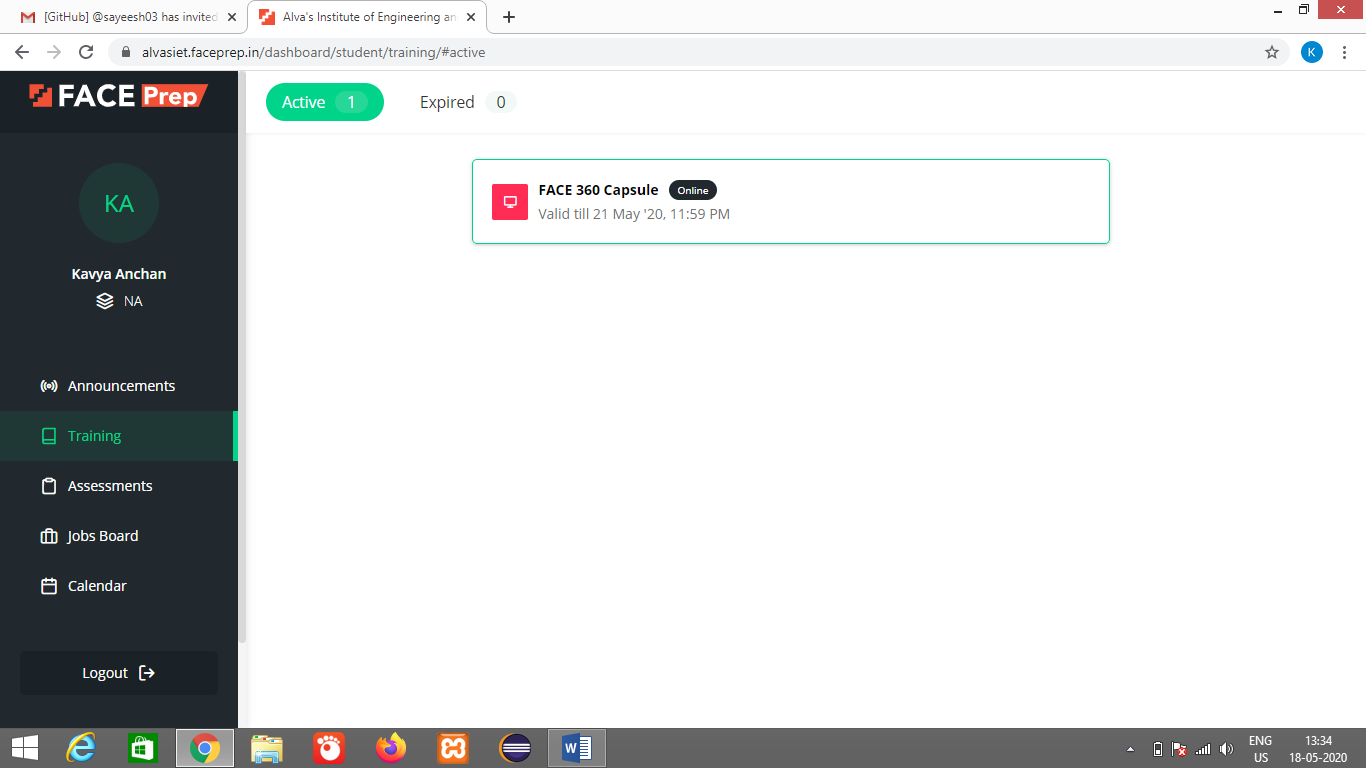 [GitHub] @sayeesh03 has invited
Alva's Institute of Engineering an
alvasiet.faceprep.in/dashboard/student/training/#active
K
FACE Prep
Active 1
Expired 0
KA
Kavya Anchan
NA
FACE 360 Capsule Online
Valid till 21 May '20, 11:59 PM
Announcements
Training
Assessments
Jobs Board
Calendar
Logout
ENG
US
13:34
18-05-2020